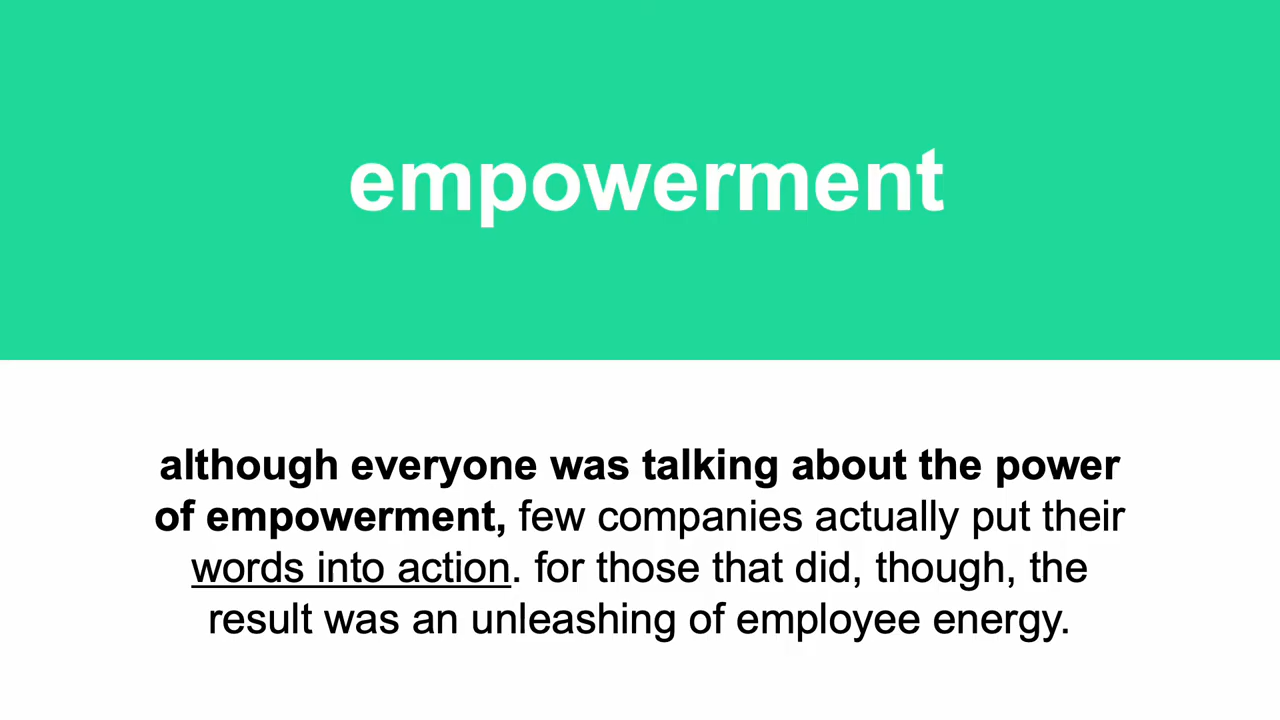 empowerment
although everyone was talking about the power
of empowerment, few companies actually put their
words into action. for those that did, though, the
result was an unleashing of employee energy.